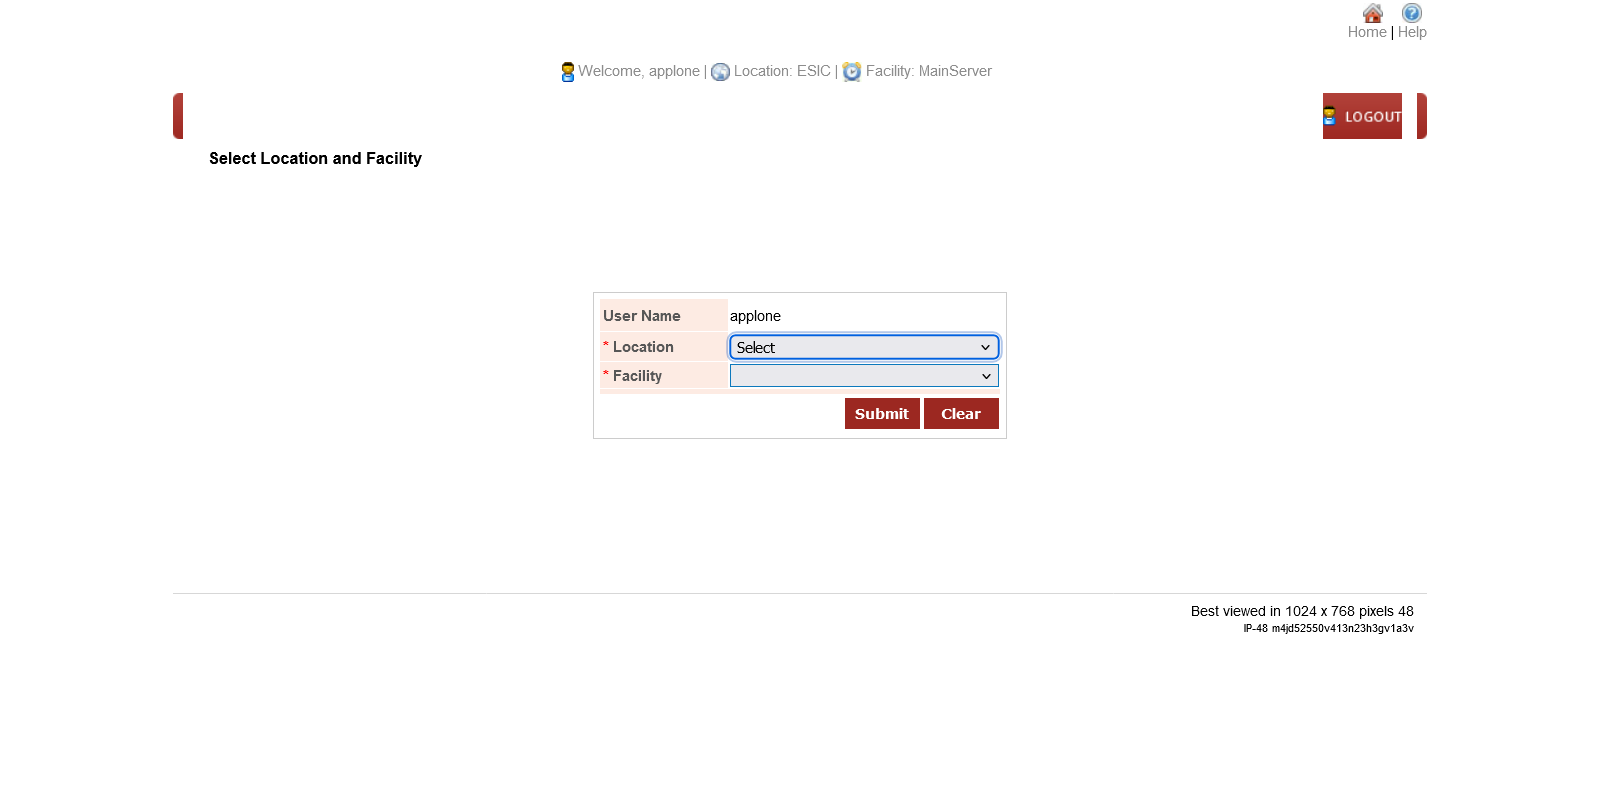 Home | Help
Welcome, applone | Location: ESIC | Facility: MainServer
LOGOUT
Select Location and Facility
User Name applone
* Location Select
* Facility
Submit Clear
Best viewed in 1024 x 768 pixels 48
IP-48 m4jd52550v413n23h3gv1a3v